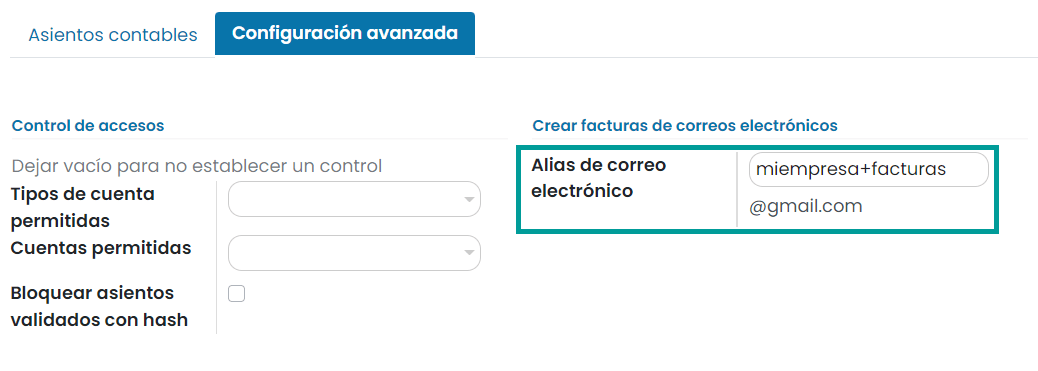 Asientos contables
Configuración avanzada
Control de accesos
Dejar vacío para no establecer un control
Tipos de cuenta
permitidas
Cuentas permitidas
Bloquear asientos
validados con hash
Crear facturas de correos electrónicos
Alias de correo
electrónico
miempresa+facturas
@gmail.com